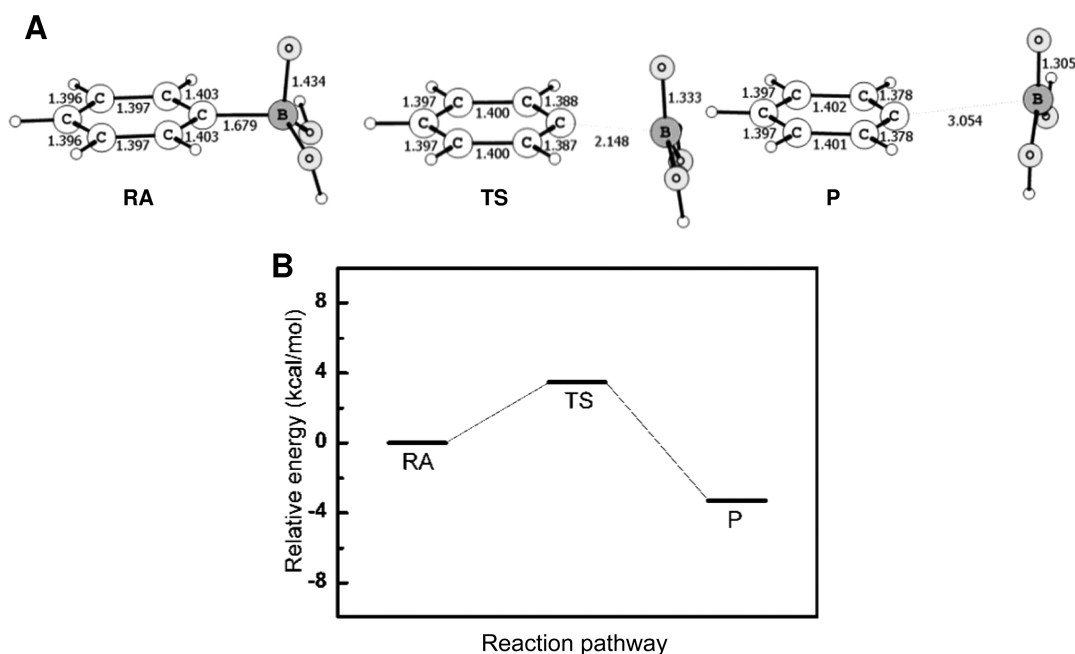 A
O
1.434
1.396
C
C
1.403
1.397
C
C
1.679
B
O
1.396
C
C
1.403
1.397
O
RA
O
1.333
1.397
C
C
1.388
1.400
C
C
2.148
B
1.397
C
C
1.387
1.400
O
O
TS
O
1.305
1.397
C
C
1.378
1.402
C
C
3.054
B
O
1.397
C
C
1.378
1.401
O
P
B
Relative energy (kcal/mol)
8
4
0
-4
-8
RA
TS
P
Reaction pathway